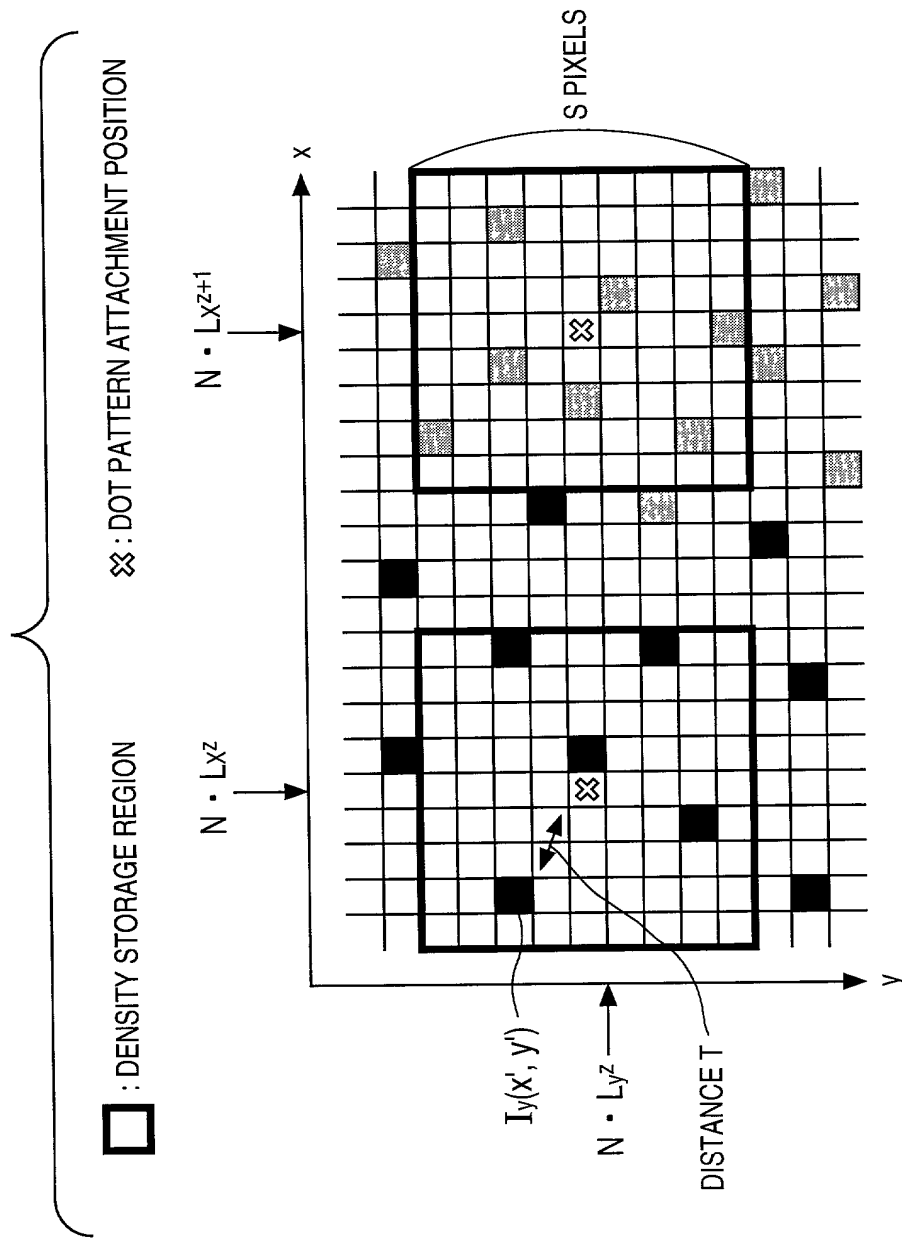 : DENSITY STORAGE REGION
: DOT PATTERN ATTACHMENT POSITION
N · Lx^z
N · Lx^z+1
x
S PIXELS
Iy(x', y')
N · Ly^z
DISTANCE T
y